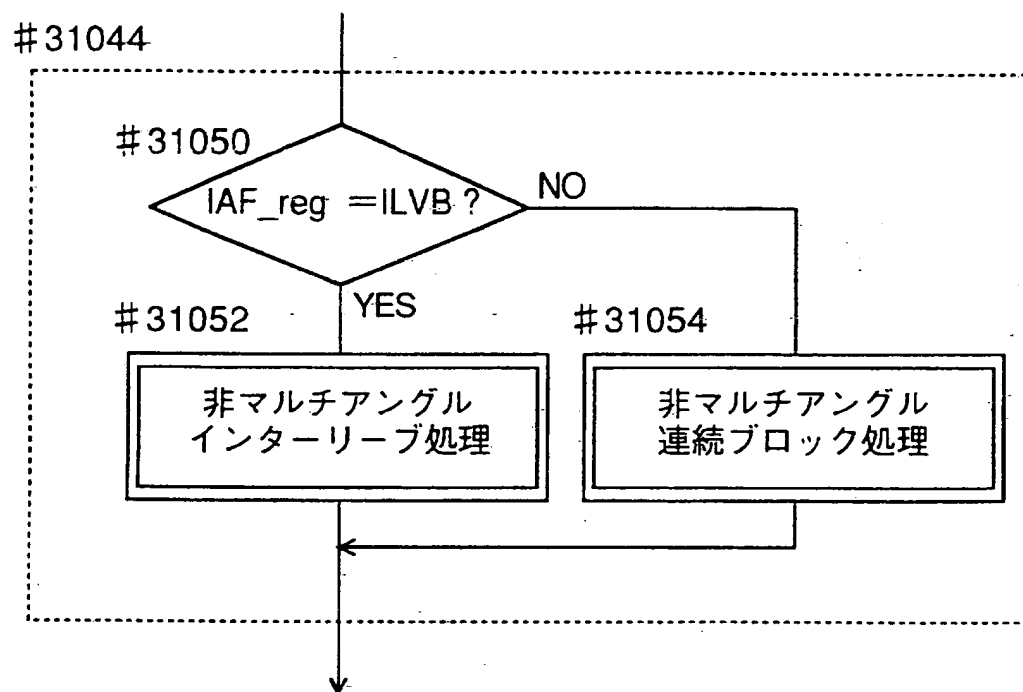 #31044
#31050
IAF_reg =ILVB ?
NO
YES
#31052
#31054
非マルチアングル
インターリーブ処理
非マルチアングル
連続ブロック処理